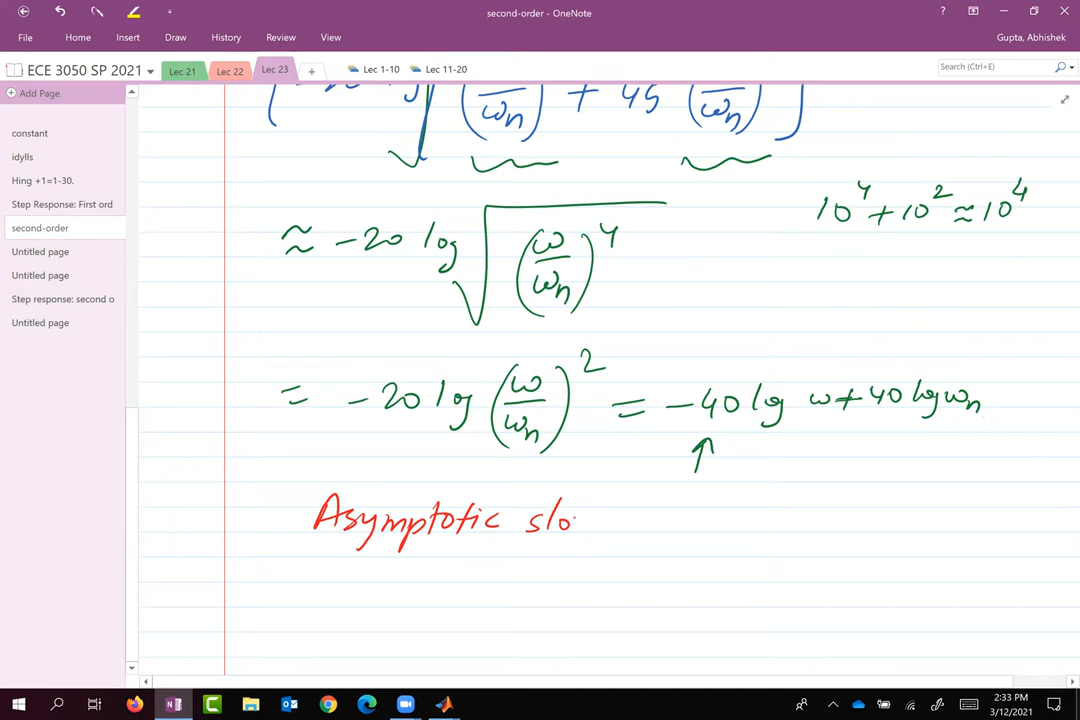 second-order - OneNote
?
Gupta, Abhishek
File Home Insert Draw History Review View
ECE 3050 SP 2021 Lec 21 Lec 22 Lec 23 + Lec 1-10 Lec 11-20
Search (Ctrl+E)
Add Page
constant
idylls
Hing +1=1-30.
Step Response: First ord
second-order
Untitled page
Untitled page
Step response: second o
Untitled page
(ω/ωn) + 4ζ (ω/ωn)
10^4 + 10^2 ≈ 10^4
≈ -20 log √(ω/ωn)^4
= -20 log (ω/ωn)^2 = -40 log ω + 40 log ωn
Asymptotic slo
2:33 PM
3/12/2021